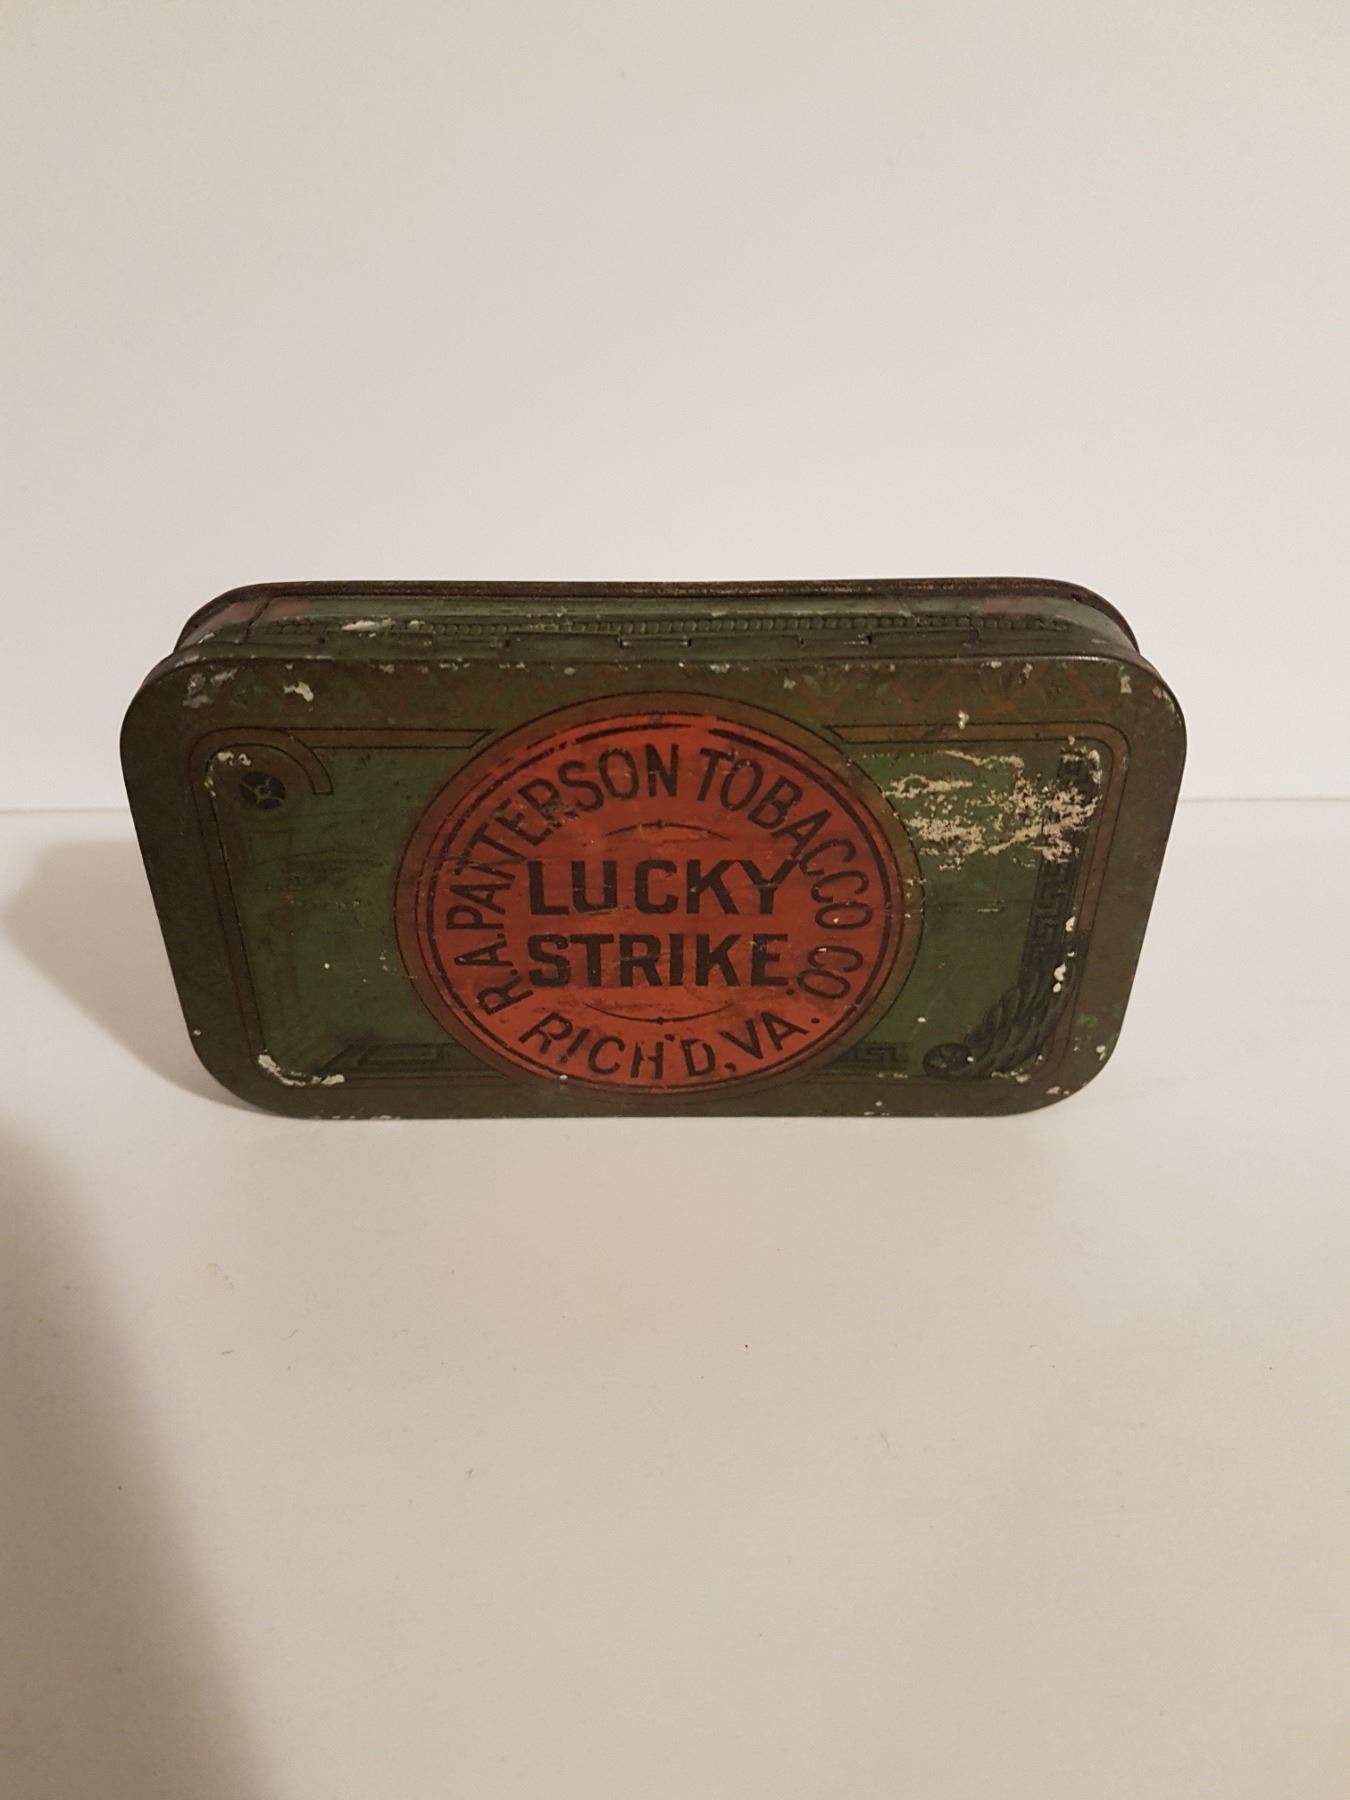 R.A. PATTERSON TOBACCO CO.
LUCKY
STRIKE
RICH'D, VA.